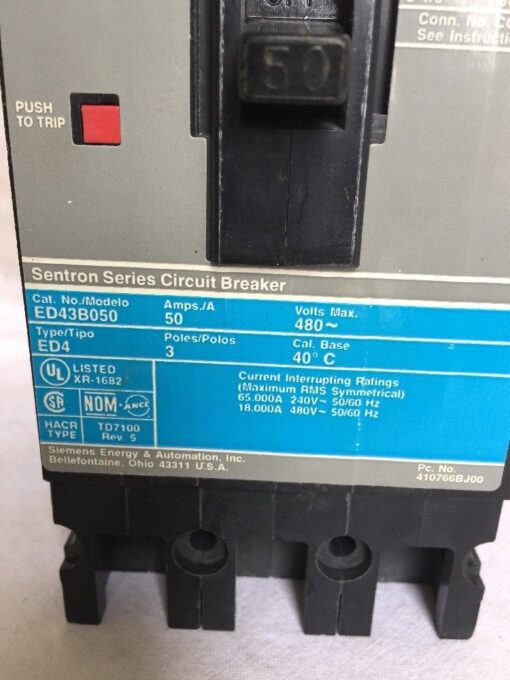 OFF
Conn. No. C
See Instructi
50
PUSH
TO TRIP
Sentron Series Circuit Breaker
Cat. No./Modelo
ED43B050
Amps./A
50
Volts Max.
480~
Type/Tipo
ED4
Poles/Polos
3
Cal. Base
40° C
UL LISTED
XR-1682
Current Interrupting Ratings
(Maximum RMS Symmetrical)
65.000A 240V~ 50/60 Hz
18.000A 480V~ 50/60 Hz
SP NOM-ANCE
HACR
TYPE
TD7100
Rev. 5
Siemens Energy & Automation, Inc.
Bellefontaine, Ohio 43311 U.S.A.
Pc. No.
410766BJ00